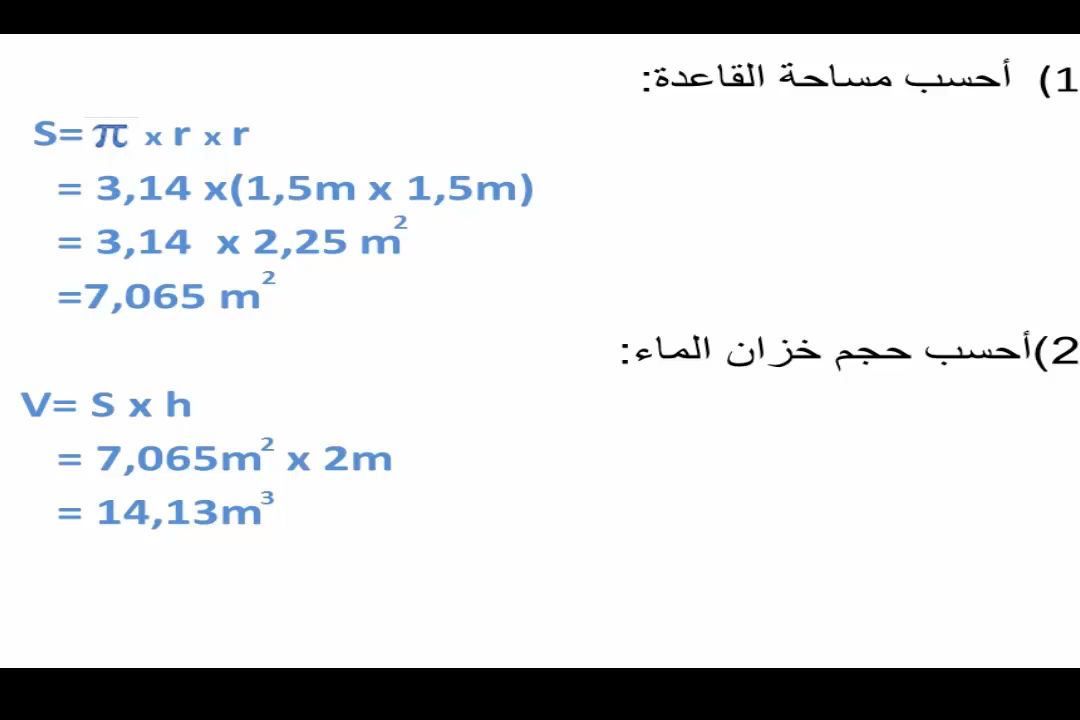 1) أحسب مساحة القاعدة:
S= π x r x r
= 3,14 x(1,5m x 1,5m)
= 3,14 x 2,25 m²
=7,065 m²
2)أحسب حجم خزان الماء:
V= S x h
= 7,065m² x 2m
= 14,13m³